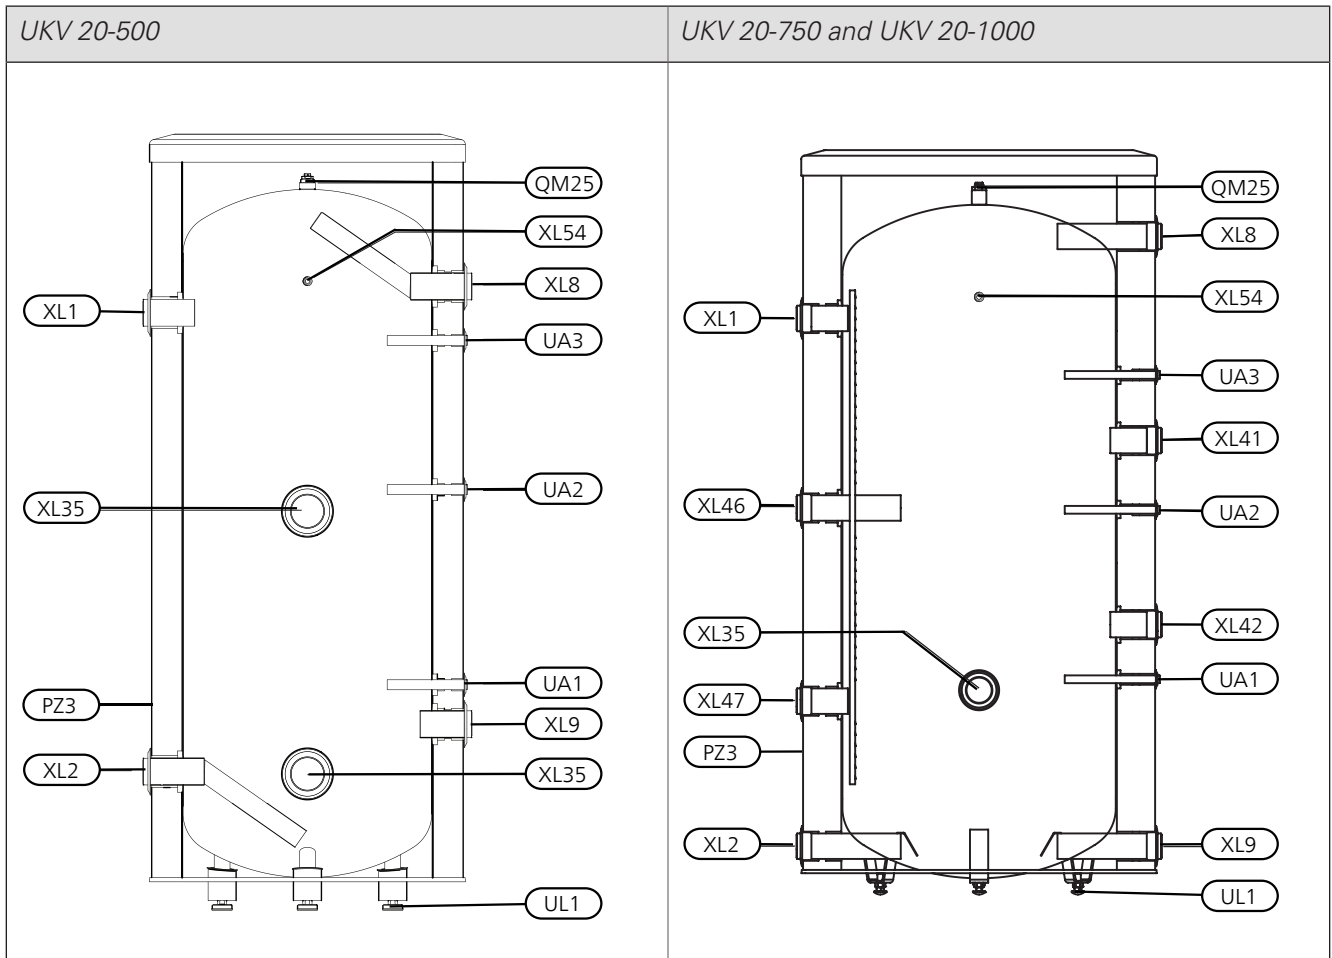 UKV 20-500
QM25
XL54
XL8
XL1
UA3
UA2
XL35
UA1
PZ3
XL9
XL2
XL35
UL1
UKV 20-750 and UKV 20-1000
QM25
XL8
XL54
XL1
UA3
XL41
XL46
UA2
XL42
XL35
UA1
XL47
PZ3
XL2
XL9
UL1